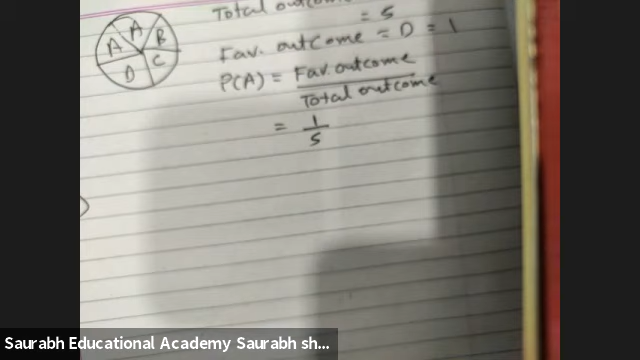 Total outcome
= 5
A A B C D
Fav. outcome = D = 1
P(A) = Fav. outcome
Total outcome
= 1
5
Saurabh Educational Academy Saurabh sh...